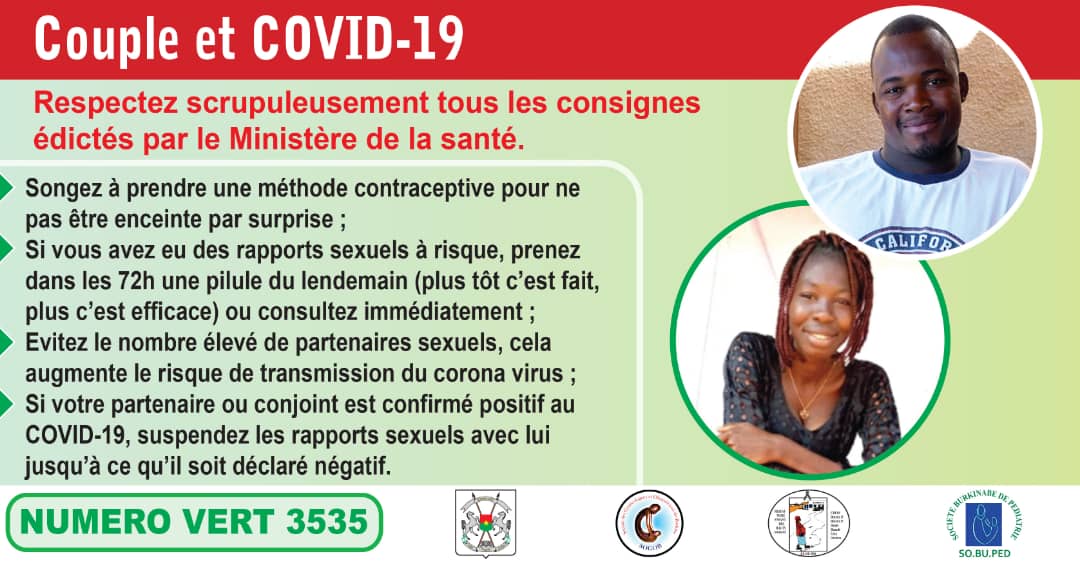 Couple et COVID-19
Respectez scrupuleusement tous les consignes
édictés par le Ministère de la santé.
Songez à prendre une méthode contraceptive pour ne
pas être enceinte par surprise ;
Si vous avez eu des rapports sexuels à risque, prenez
dans les 72h une pilule du lendemain (plus tôt c'est fait,
plus c'est efficace) ou consultez immédiatement ;
Evitez le nombre élevé de partenaires sexuels, cela
augmente le risque de transmission du corona virus ;
Si votre partenaire ou conjoint est confirmé positif au
COVID-19, suspendez les rapports sexuels avec lui
jusqu'à ce qu'il soit déclaré négatif.
CALIFOR
NUMERO VERT 3535
SOGOB
SOCIETE BURKINABE DE PEDIATRIE
SO.BU.PED